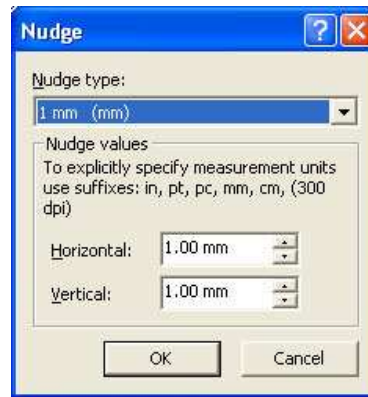 Nudge
Nudge type:
1 mm (mm)
Nudge values
To explicitly specify measurement units
use suffixes: in, pt, pc, mm, cm, (300
dpi)
Horizontal: 1.00 mm
Vertical: 1.00 mm
OK Cancel